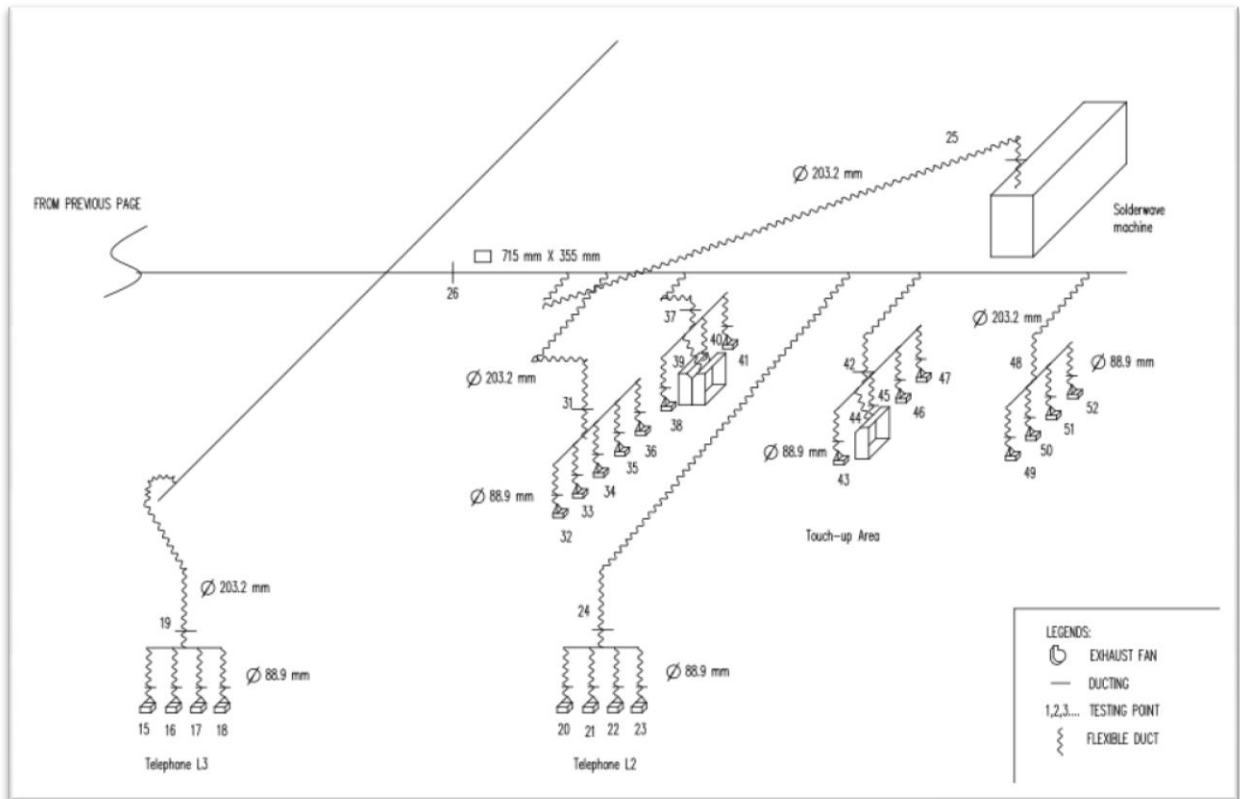 25
Ø 203.2 mm
FROM PREVIOUS PAGE
Solderwave
machine
715 mm X 355 mm
26
37
Ø 203.2 mm
40
39
41
42
48
Ø 88.9 mm
Ø 203.2 mm
31
38
47
45
44
46
52
51
36
35
50
Ø 88.9 mm
34
43
49
Ø 88.9 mm
33
32
Touch-up Area
Ø 203.2 mm
24
19
LEGENDS:
EXHAUST FAN
DUCTING
1,2,3.... TESTING POINT
FLEXIBLE DUCT
Ø 88.9 mm
Ø 88.9 mm
15 16 17 18
20 21 22 23
Telephone L3
Telephone L2